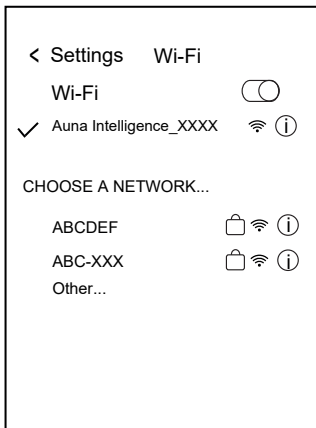 < Settings Wi-Fi
Wi-Fi
Auna Intelligence_XXXX
CHOOSE A NETWORK...
ABCDEF
ABC-XXX
Other...